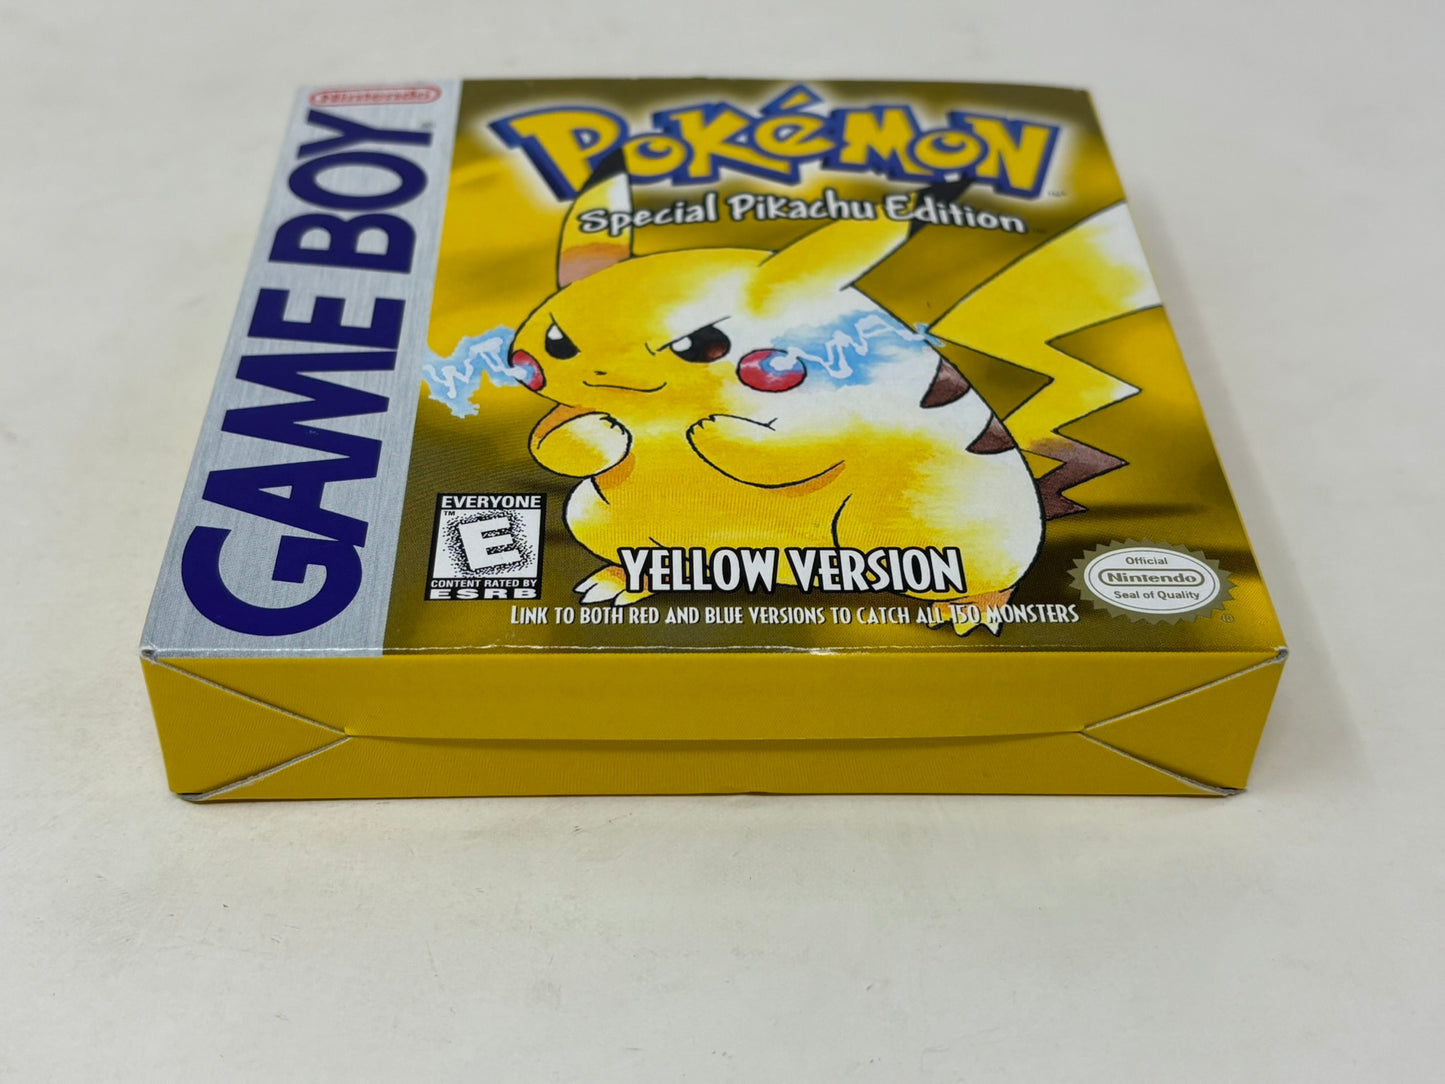 Nintendo
GAME BOY
POKéMON
Special Pikachu Edition
EVERYONE
E
CONTENT RATED BY
ESRB
YELLOW VERSION
LINK TO BOTH RED AND BLUE VERSIONS TO CATCH ALL 150 MONSTERS
Official
Nintendo
Seal of Quality